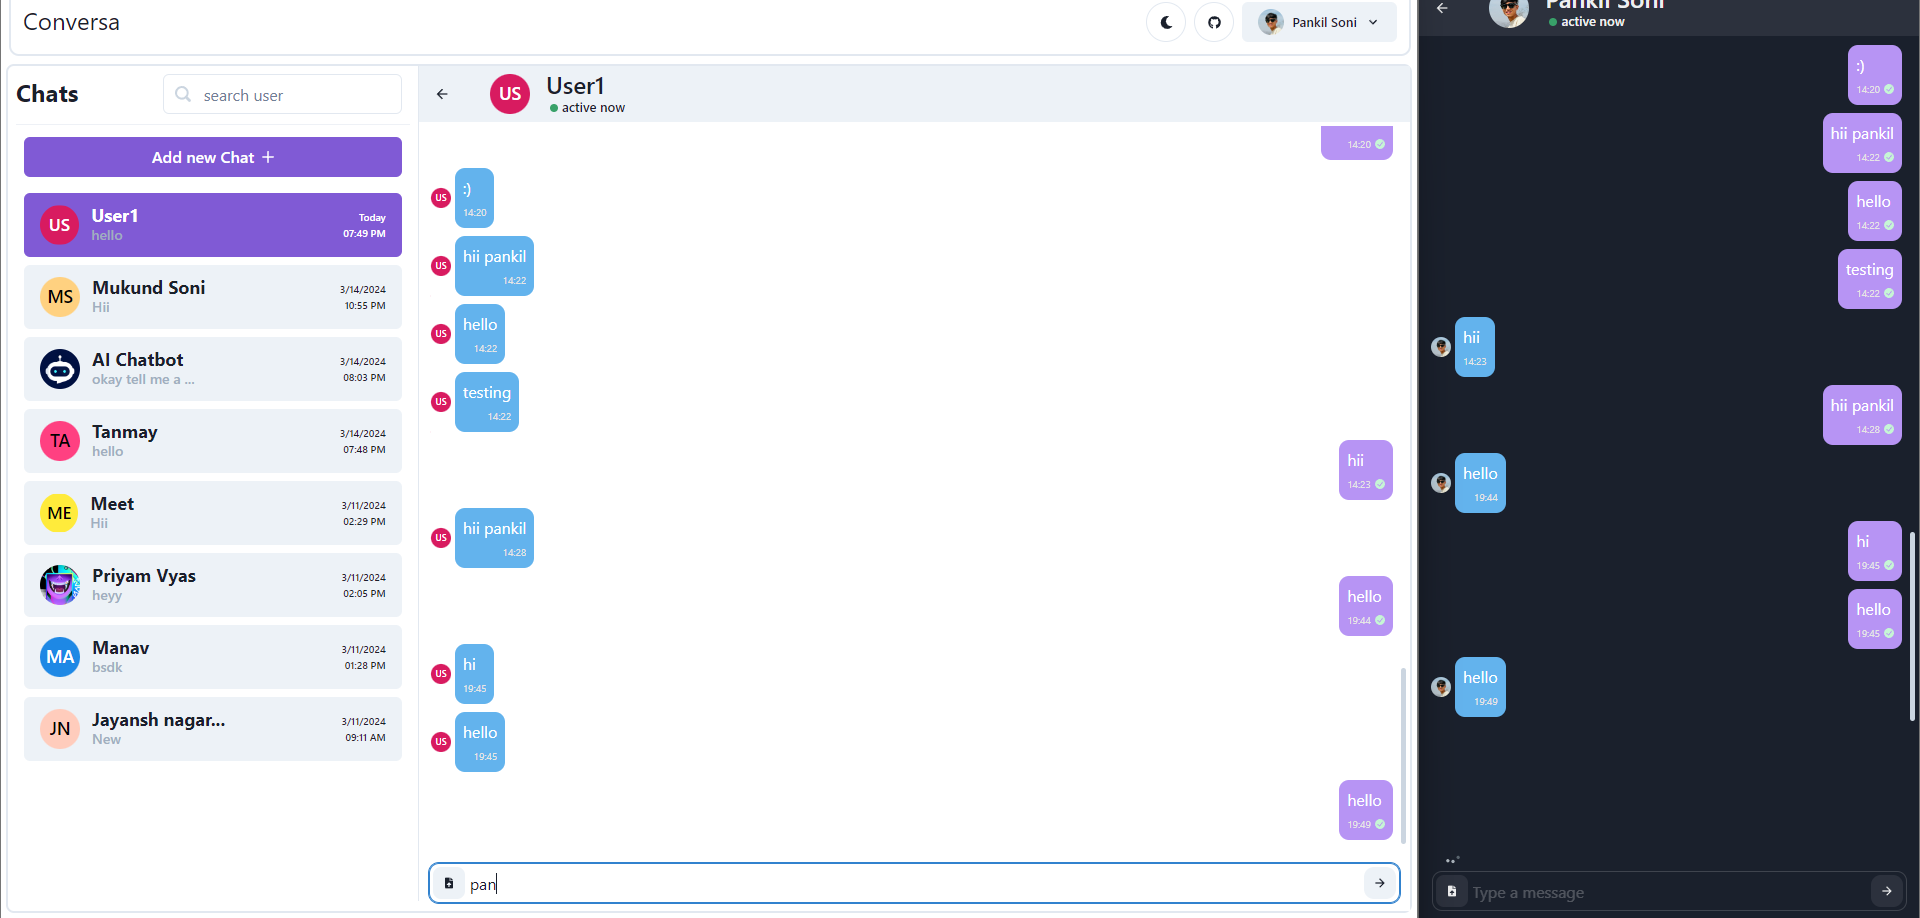 Conversa
Pankil Soni
Chats
search user
Add new Chat +
US
User1
hello
Today
07:49 PM
MS
Mukund Soni
Hii
3/14/2024
10:55 PM
AI Chatbot
okay tell me a ...
3/14/2024
08:03 PM
TA
Tanmay
hello
3/14/2024
07:48 PM
ME
Meet
Hii
3/11/2024
02:29 PM
Priyam Vyas
heyy
3/11/2024
02:05 PM
MA
Manav
bsdk
3/11/2024
01:28 PM
JN
Jayansh nagar...
New
3/11/2024
09:11 AM
US
User1
active now
14:20
US
:)
14:20
US
hii pankil
14:22
US
hello
14:22
US
testing
14:22
hii
14:23
US
hii pankil
14:28
hello
19:44
US
hi
19:45
US
hello
19:45
hello
19:49
pan
Pankil Soni
active now
:)
14:20
hii pankil
14:22
hello
14:22
testing
14:22
hii
14:23
hii pankil
14:28
hello
19:44
hi
19:45
hello
19:45
hello
19:49
Type a message